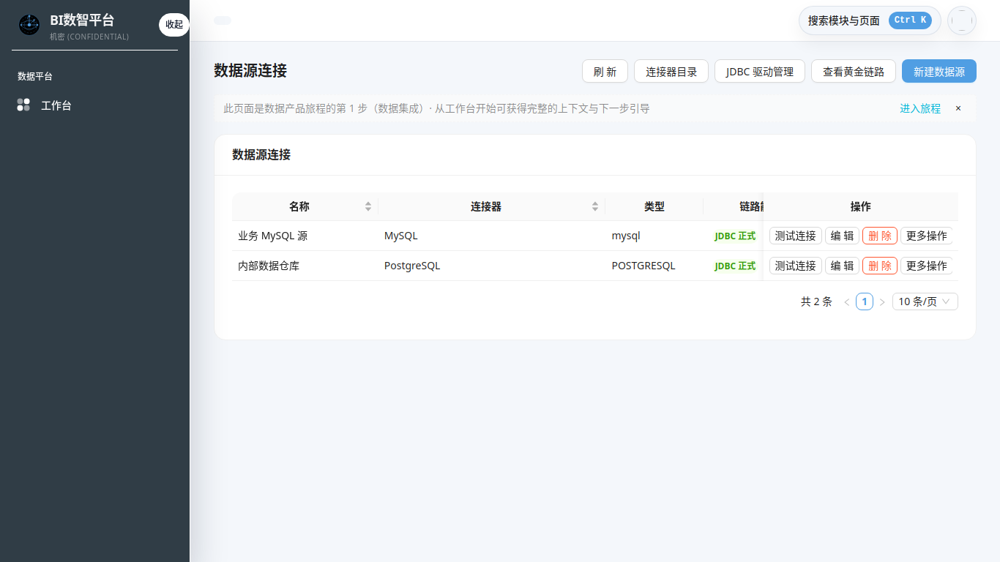 BI数智平台
机密 (CONFIDENTIAL)
收起
数据平台
工作台
搜索模块与页面 Ctrl K
数据源连接
刷 新 连接器目录 JDBC 驱动管理 查看黄金链路 新建数据源
此页面是数据产品旅程的第 1 步（数据集成）· 从工作台开始可获得完整的上下文与下一步引导 进入旅程 ×
数据源连接
名称 连接器 类型 链路 操作
业务 MySQL 源 MySQL mysql JDBC 正式 测试连接 编 辑 删 除 更多操作
内部数据仓库 PostgreSQL POSTGRESQL JDBC 正式 测试连接 编 辑 删 除 更多操作
共 2 条 1 10 条/页